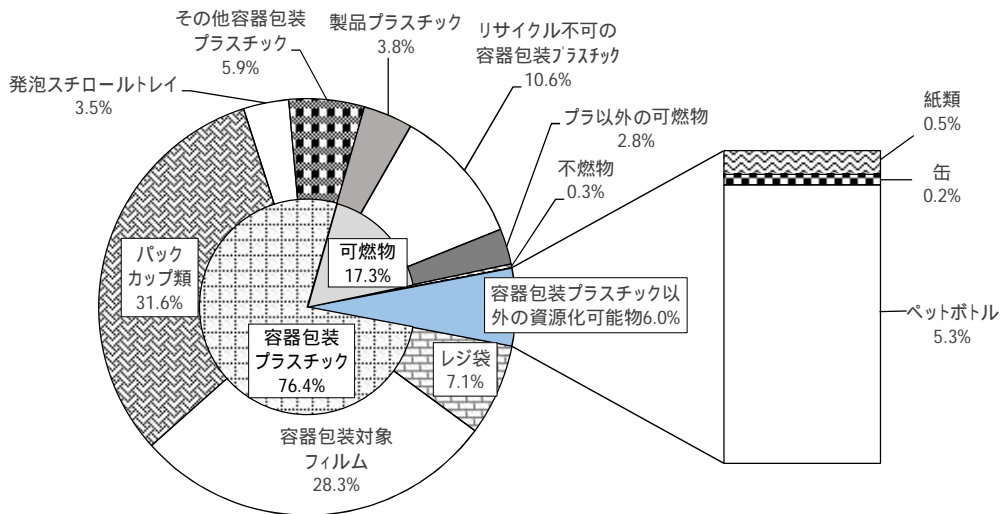 その他容器包装
プラスチック
5.9%
製品プラスチック
3.8%
リサイクル不可の
容器包装プラスチック
10.6%
発泡スチロールトレイ
3.5%
プラ以外の可燃物
2.8%
不燃物
0.3%
紙類
0.5%
缶
0.2%
ペットボトル
5.3%
パック
カップ類
31.6%
可燃物
17.3%
容器包装プラスチック以
外の資源化可能物6.0%
容器包装
プラスチック
76.4%
レジ袋
7.1%
容器包装対象
フィルム
28.3%